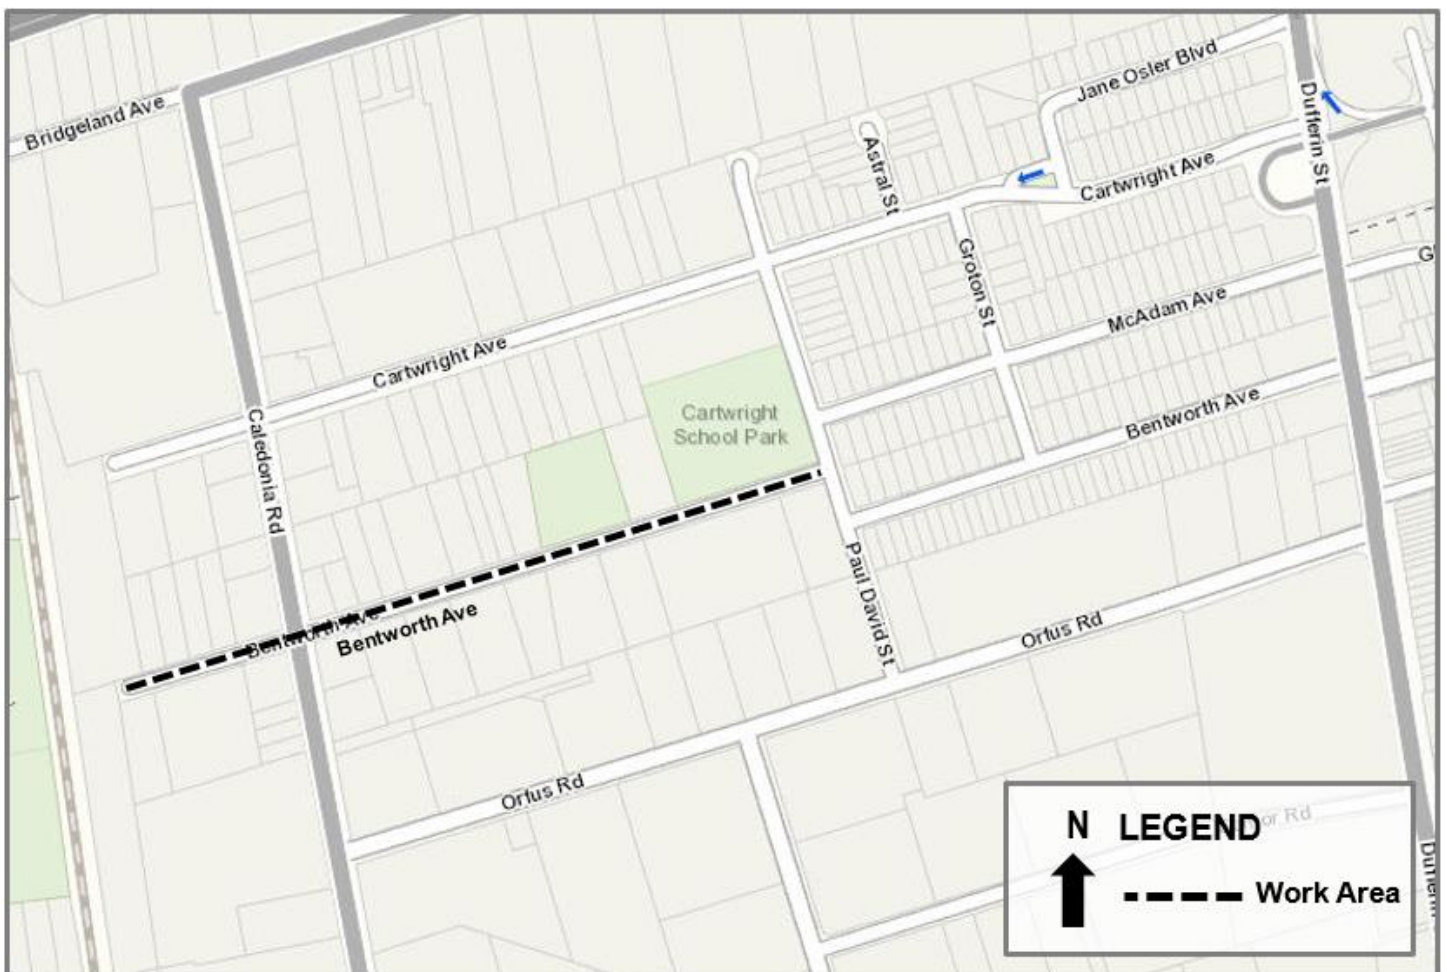 Bridgeland Ave
Jane Osler Blvd
Dufferin St
Astral St
Cartwright Ave
Groton St
McAdam Ave
Cartwright Ave
Caledonia Rd
Cartwright
School Park
Bentworth Ave
Bentworth Ave
Bentworth Ave
Paul David St
Orfus Rd
Orfus Rd
N LEGEND
Work Area
or Rd